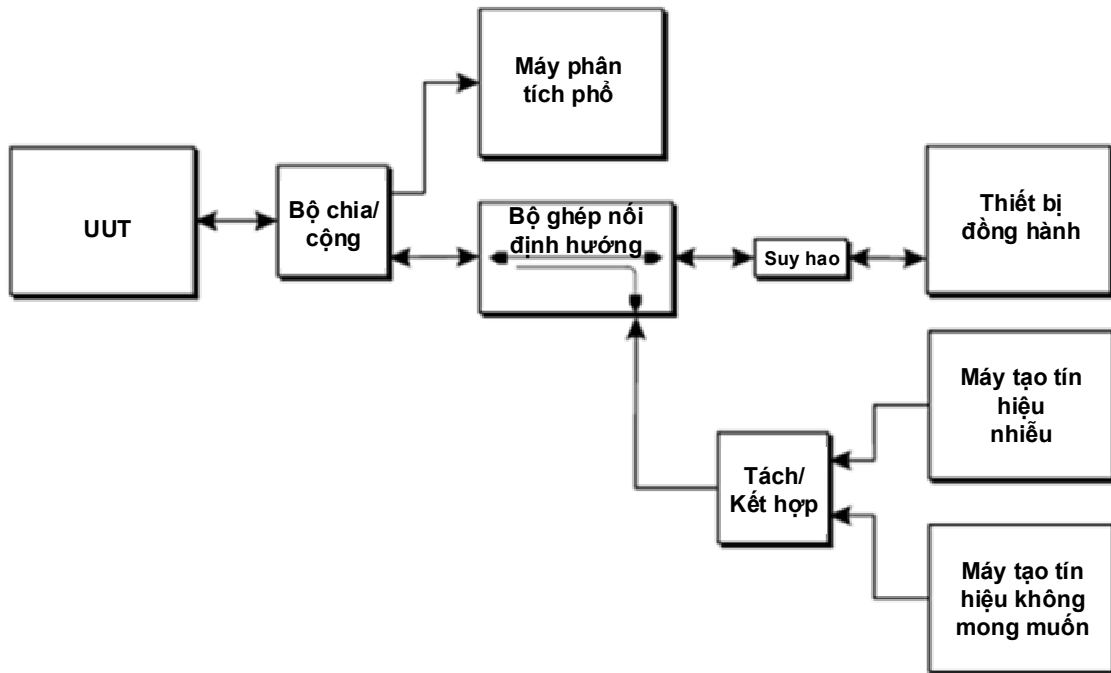 Máy phân
tích phổ
UUT
Bộ chia/
cộng
Bộ ghép nối
định hướng
Suy hao
Thiết bị
đồng hành
Máy tạo tín
hiệu
nhiễu
Tách/
Kết hợp
Máy tạo tín
hiệu không
mong muốn